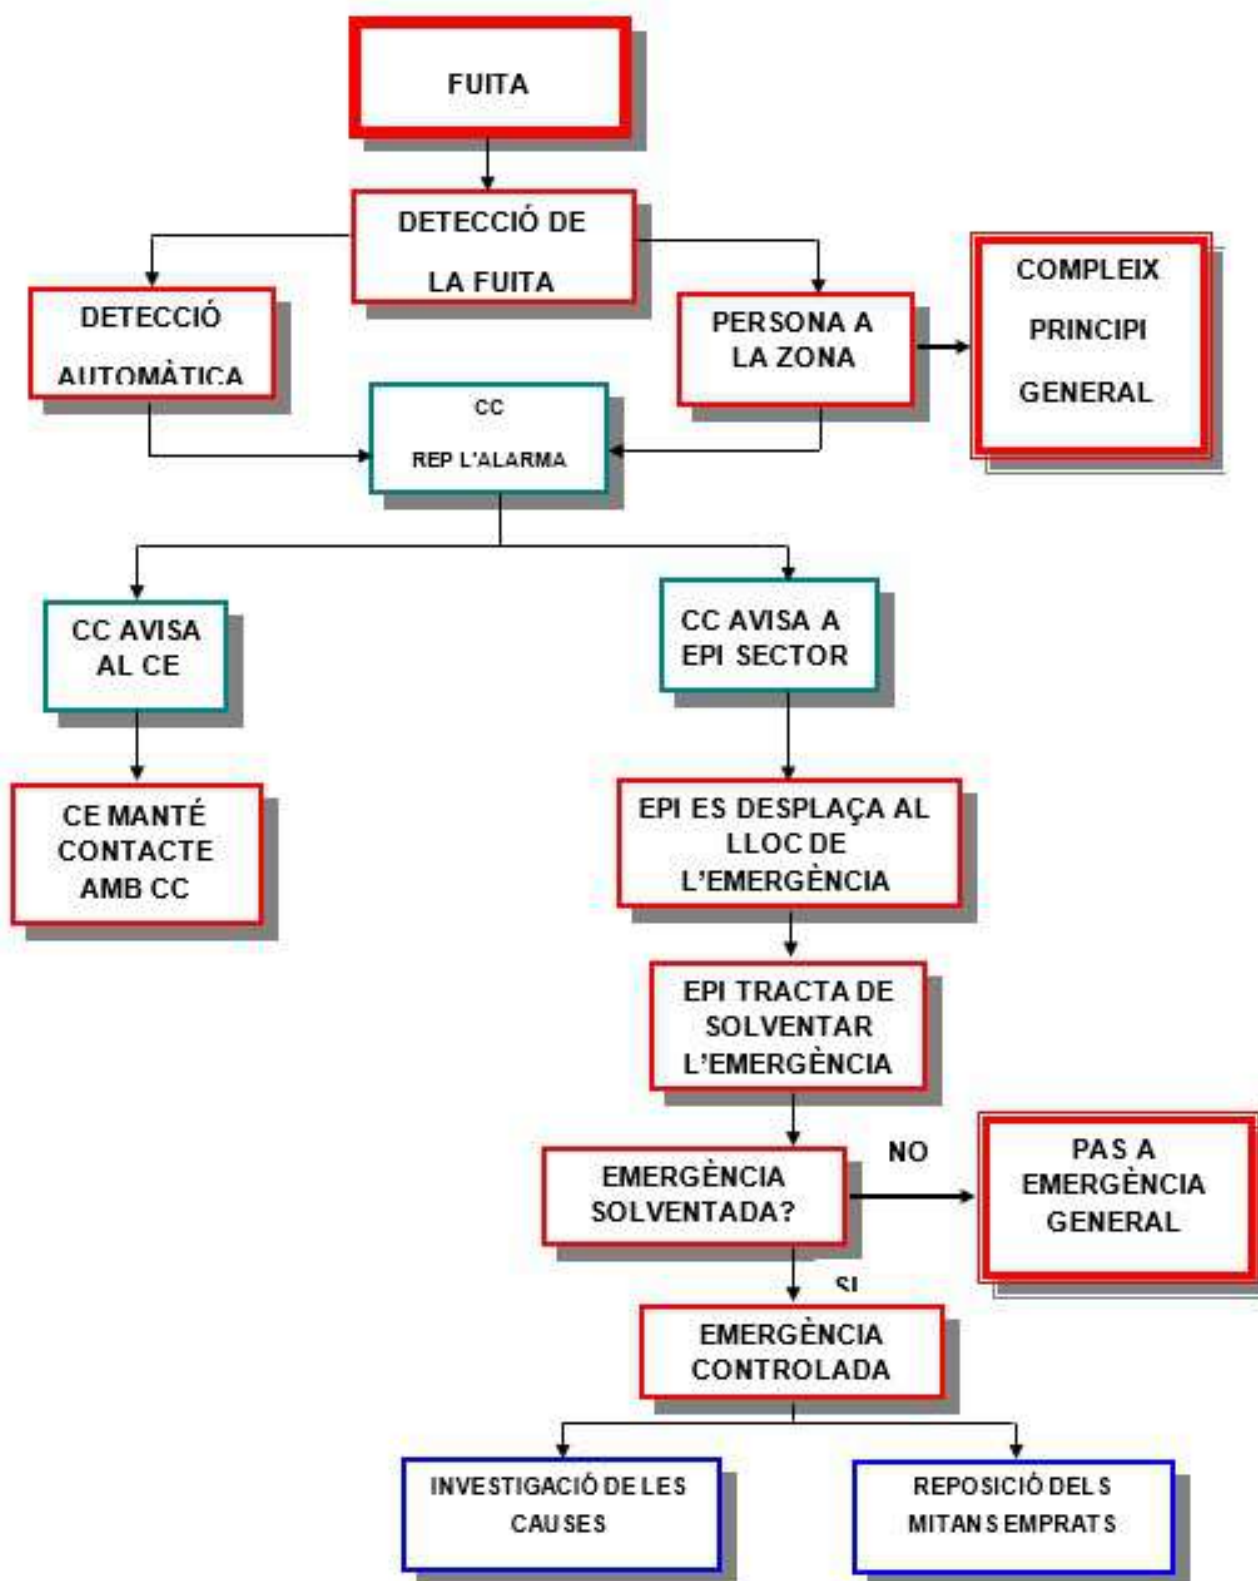 FUITA
DETECCIÓ DE
LA FUITA
DETECCIÓ
AUTOMÀTICA
PERSONA A
LA ZONA
COMPLEIX
PRINCIPI
GENERAL
CC
REP L'ALARMA
CC AVISA
AL CE
CC AVISA A
EPI SECTOR
CE MANTÉ
CONTACTE
AMB CC
EPI ES DESPLAÇA AL
LLOC DE
L'EMERGÈNCIA
EPI TRACTA DE
SOLVENTAR
L'EMERGÈNCIA
EMERGÈNCIA
SOLVENTADA?
NO
PAS A
EMERGÈNCIA
GENERAL
SI
EMERGÈNCIA
CONTROLADA
INVESTIGACIÓ DE LES
CAUSES
REPOSICIÓ DELS
MITANS EMPRATS